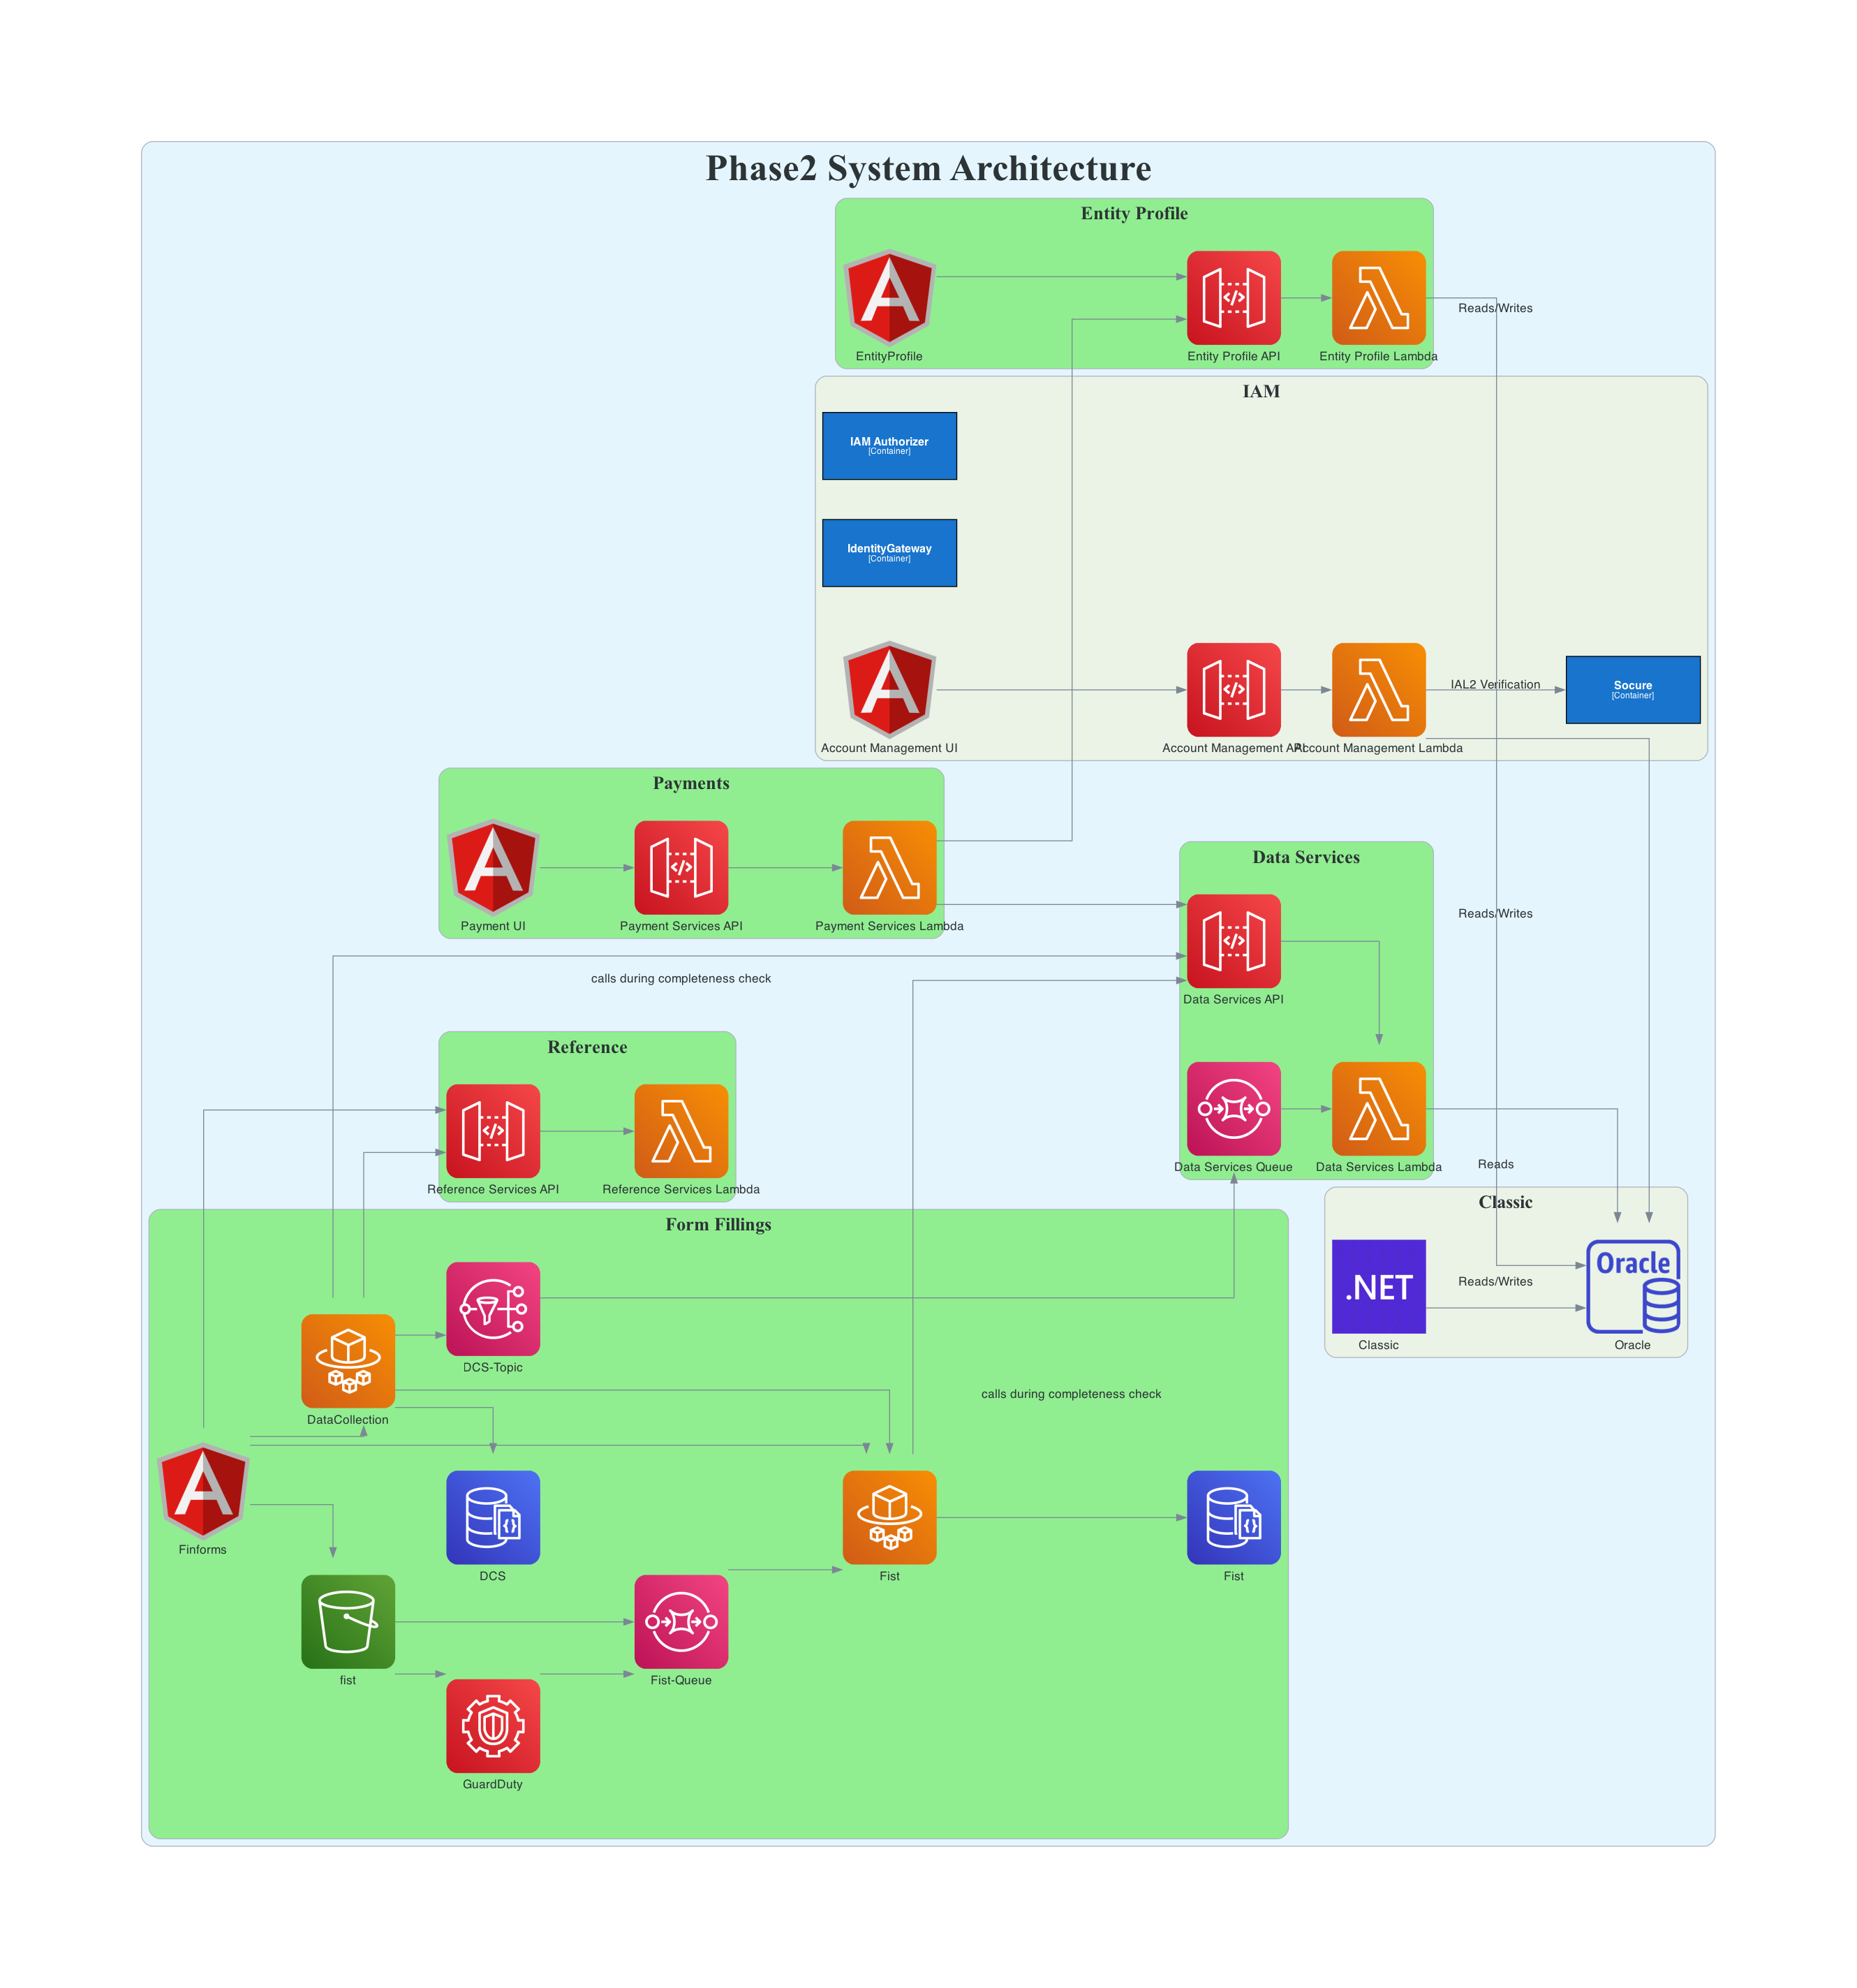 Phase2 System Architecture
Entity Profile
EntityProfile
Entity Profile API
Entity Profile Lambda
Reads/Writes
IAM
IAM Authorizer
[Container]
IdentityGateway
[Container]
Account Management UI
Account Management API
Account Management Lambda
IAL2 Verification
Socure
[Container]
Payments
Payment UI
Payment Services API
Payment Services Lambda
Data Services
Data Services API
Reads/Writes
calls during completeness check
Reference
Reference Services API
Reference Services Lambda
Data Services Queue
Data Services Lambda
Reads
Classic
.NET
Classic
Reads/Writes
Oracle
Oracle
Form Fillings
DCS-Topic
DataCollection
calls during completeness check
Finforms
DCS
Fist
Fist
fist
Fist-Queue
GuardDuty